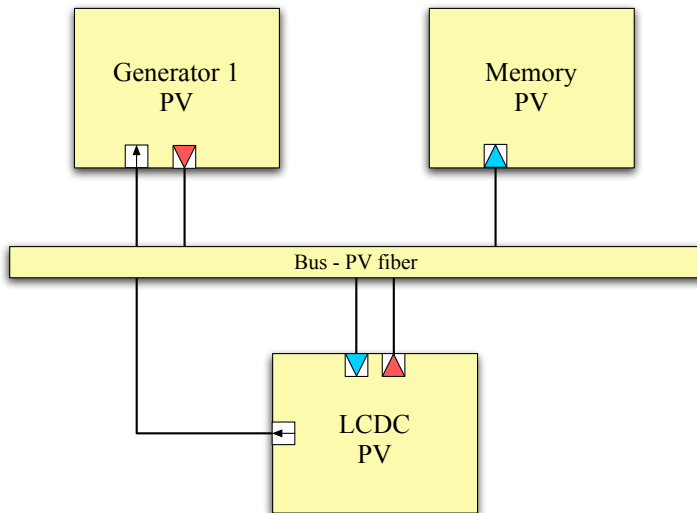 Generator 1
PV
Memory
PV
Bus - PV fiber
LCDC
PV